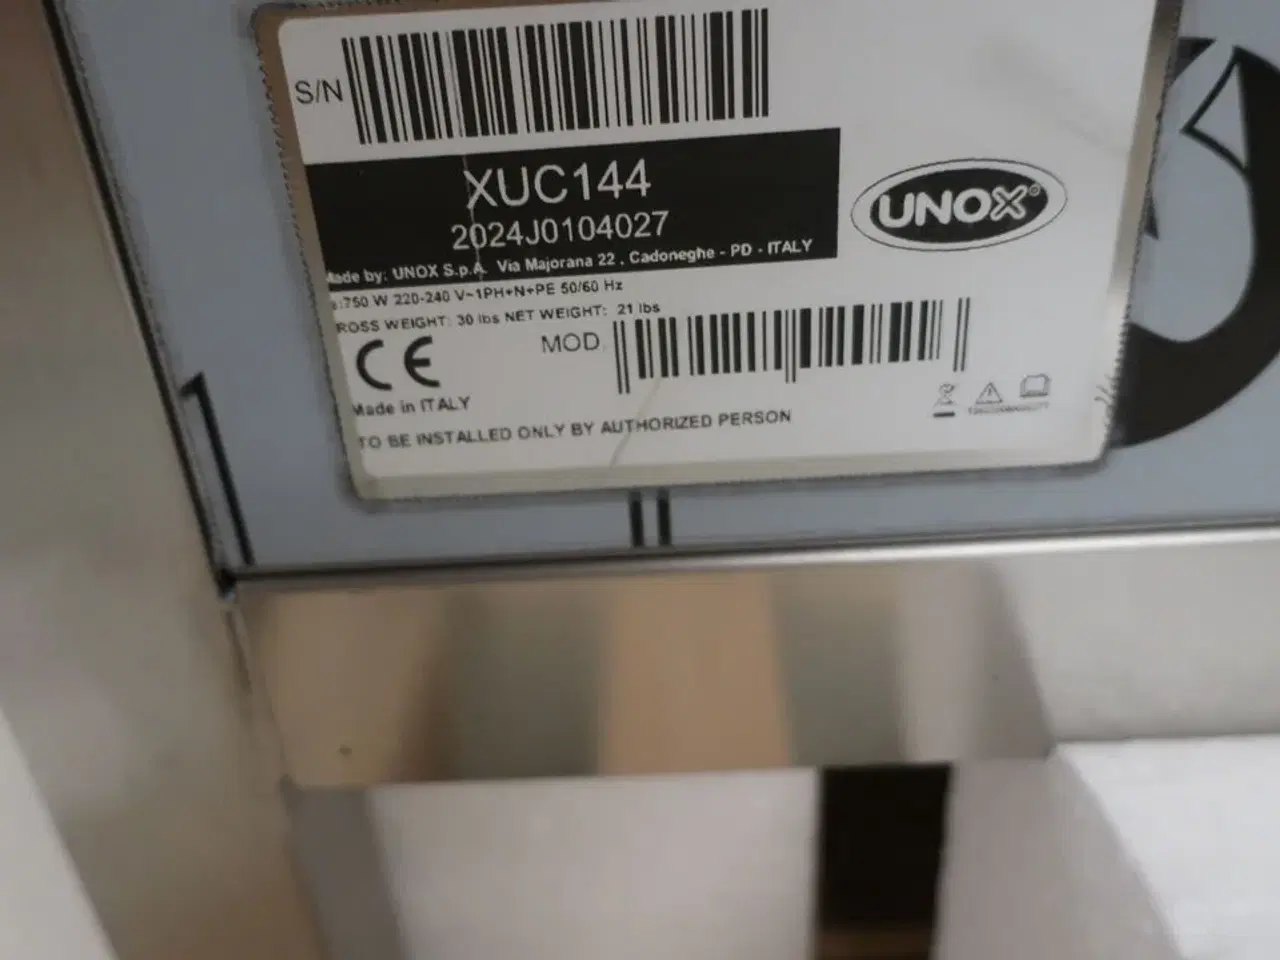 S/N
XUC144
2024J0104027
UNOX®
Made by: UNOX S.p.A. Via Majorana 22 , Cadoneghe - PD - ITALY
:750 W 220-240 V~1PH+N+PE 50/60 Hz
ROSS WEIGHT: 30 lbs NET WEIGHT: 21 lbs
CE
MOD.
Made in ITALY
TO BE INSTALLED ONLY BY AUTHORIZED PERSON